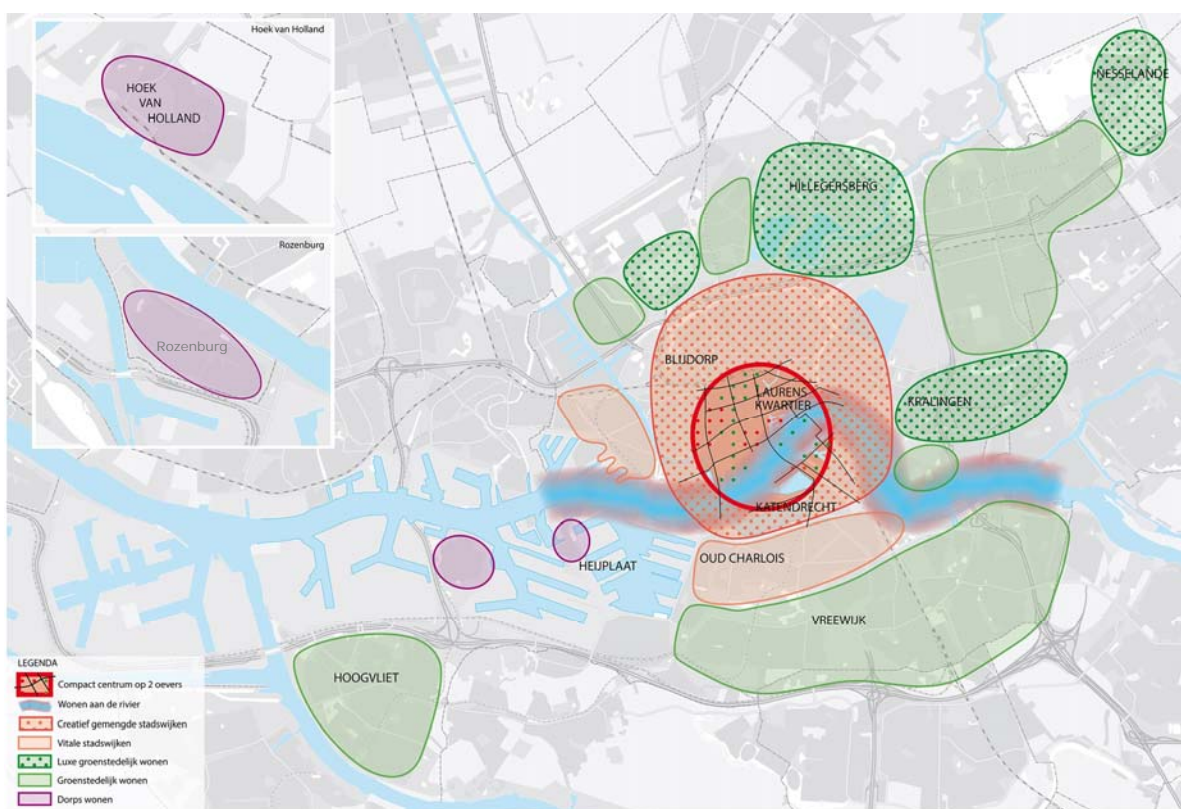 Hoek van Holland
HOEK
VAN
HOLLAND
Rozenburg
Rozenburg
NESSELANDE
HILLEGERSBERG
BLIJDORP
LAURENS
KWARTIER
KRALINGEN
KATENDRECHT
OUD CHARLOIS
HEIJPLAAT
VREEWIJK
HOOGVLIET
LEGENDA
Compact centrum op 2 oevers
Wonen aan de rivier
Creatief gemengde stadswijken
Vitale stadswijken
Luxe groenstedelijk wonen
Groenstedelijk wonen
Dorps wonen